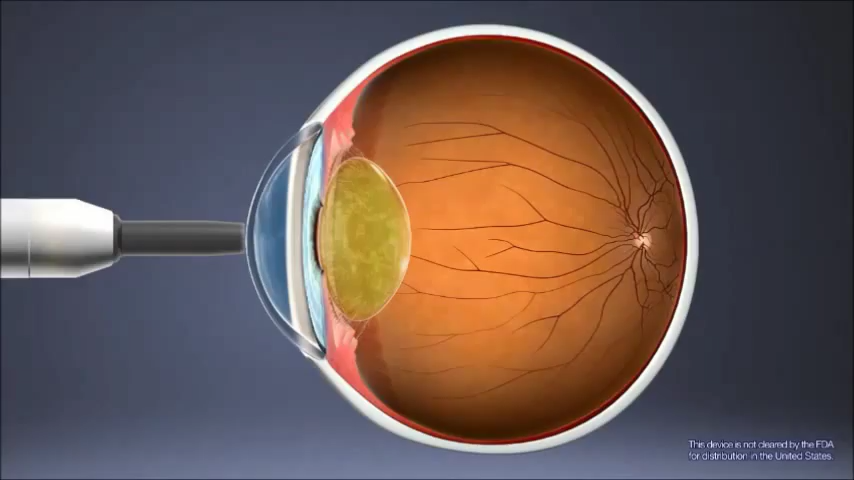 This device is not cleared by the FDA
for distribution in the United States.